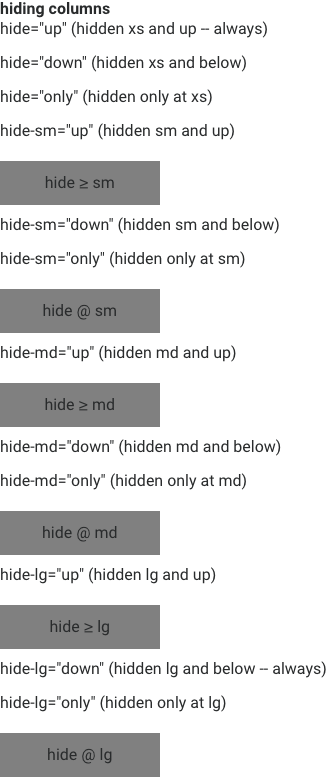 hiding columns
hide="up" (hidden xs and up -- always)
hide="down" (hidden xs and below)
hide="only" (hidden only at xs)
hide-sm="up" (hidden sm and up)
hide ≥ sm
hide-sm="down" (hidden sm and below)
hide-sm="only" (hidden only at sm)
hide @ sm
hide-md="up" (hidden md and up)
hide ≥ md
hide-md="down" (hidden md and below)
hide-md="only" (hidden only at md)
hide @ md
hide-lg="up" (hidden lg and up)
hide ≥ lg
hide-lg="down" (hidden lg and below -- always)
hide-lg="only" (hidden only at lg)
hide @ lg